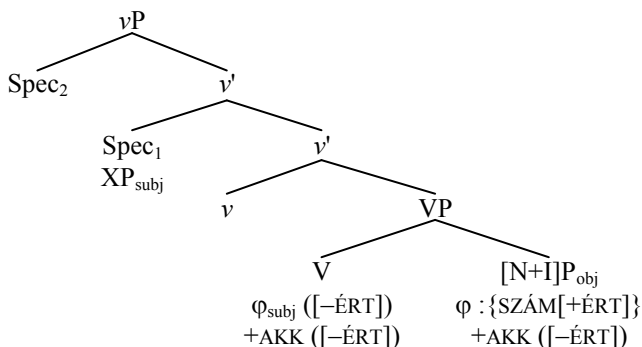 vP
Spec₂ v'
Spec₁ v'
XPsubj v VP
V [N+I]Pobj
φsubj ([–ÉRT]) φ :{SZÁM[+ÉRT]}
+AKK ([–ÉRT]) +AKK ([–ÉRT])